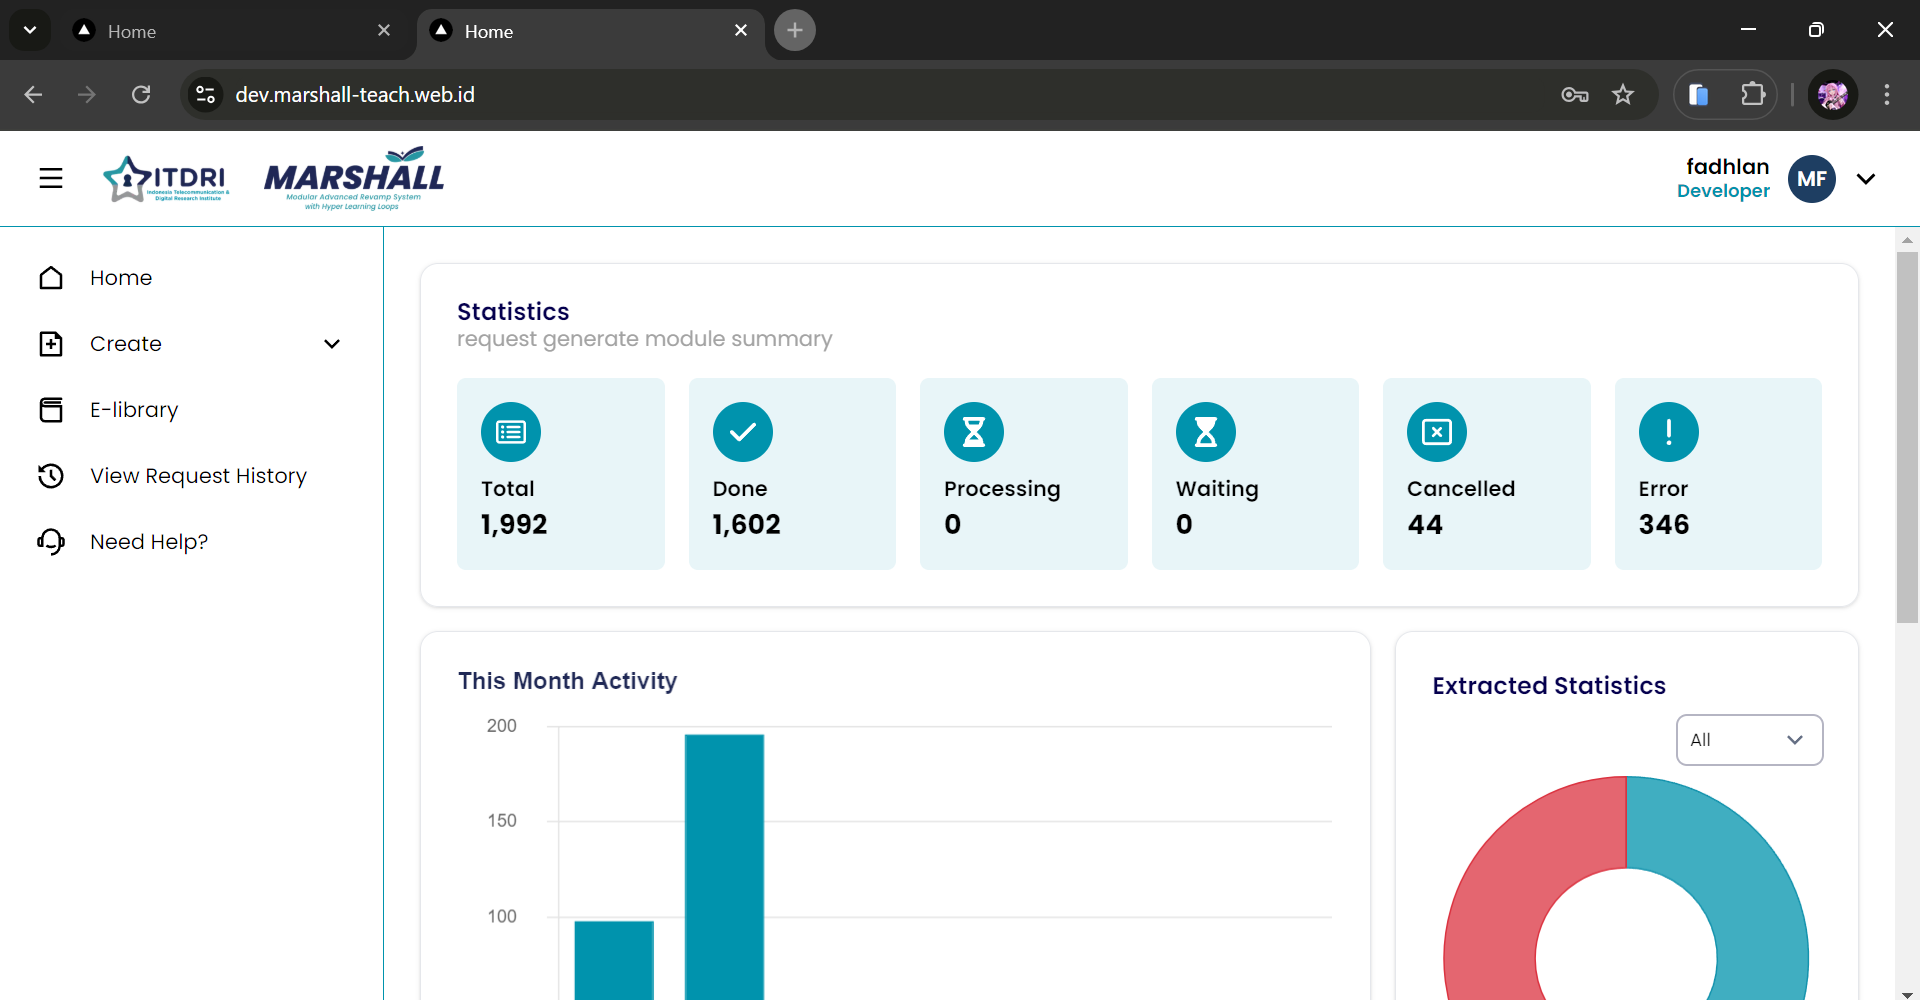 Home
Home
dev.marshall-teach.web.id
ITDRI
Indonesia Telecommunication &
Digital Research Institute
MARSHALL
Modular Advanced Revamp System
with Hyper Learning Loops
fadhlan
Developer
MF
Home
Create
E-library
View Request History
Need Help?
Statistics
request generate module summary
Total
1,992
Done
1,602
Processing
0
Waiting
0
Cancelled
44
Error
346
This Month Activity
200
150
100
Extracted Statistics
All